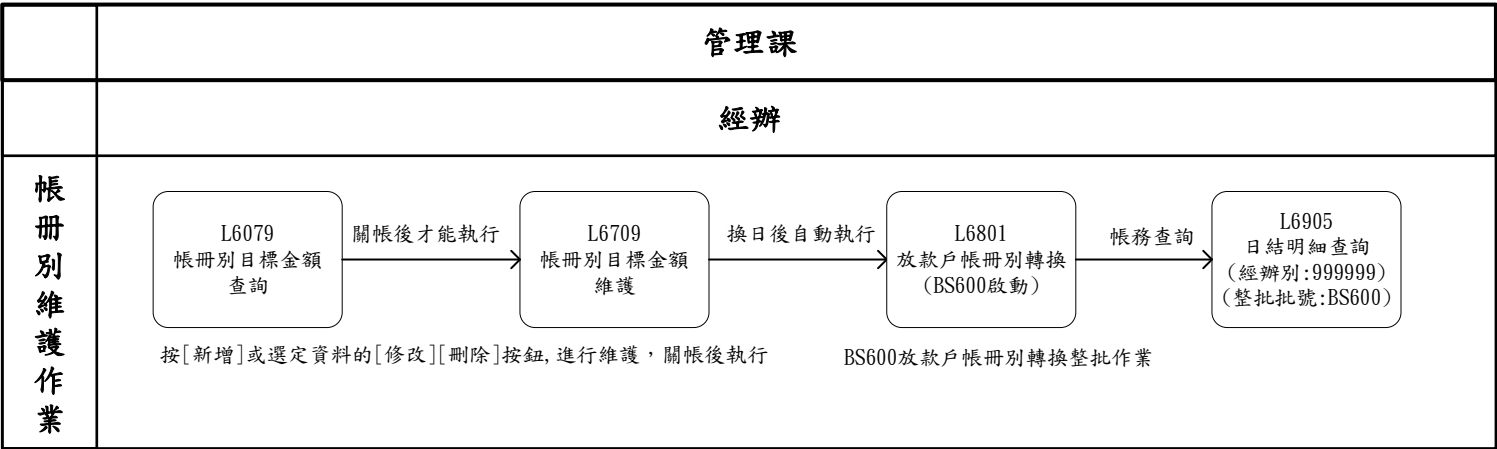 管理課
經辦
帳冊別維護作業
L6079
帳冊別目標金額
查詢
關帳後才能執行
L6709
帳冊別目標金額
維護
換日後自動執行
L6801
放款戶帳冊別轉換
(BS600啟動)
帳務查詢
L6905
日結明細查詢
(經辦別:999999)
(整批批號:BS600)
按[新增]或選定資料的[修改][刪除]按鈕,進行維護，關帳後執行
BS600放款戶帳冊別轉換整批作業